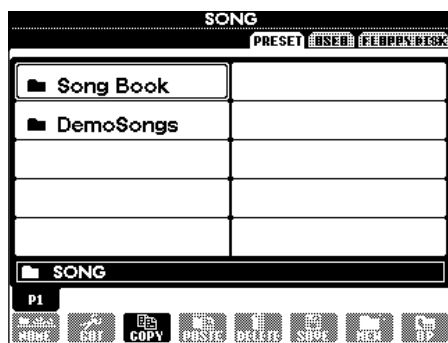 SONG
PRESET USER FLOPPY DISK
Song Book
DemoSongs
SONG
P1
NAME CUT COPY PASTE DELETE SAVE NEW UP